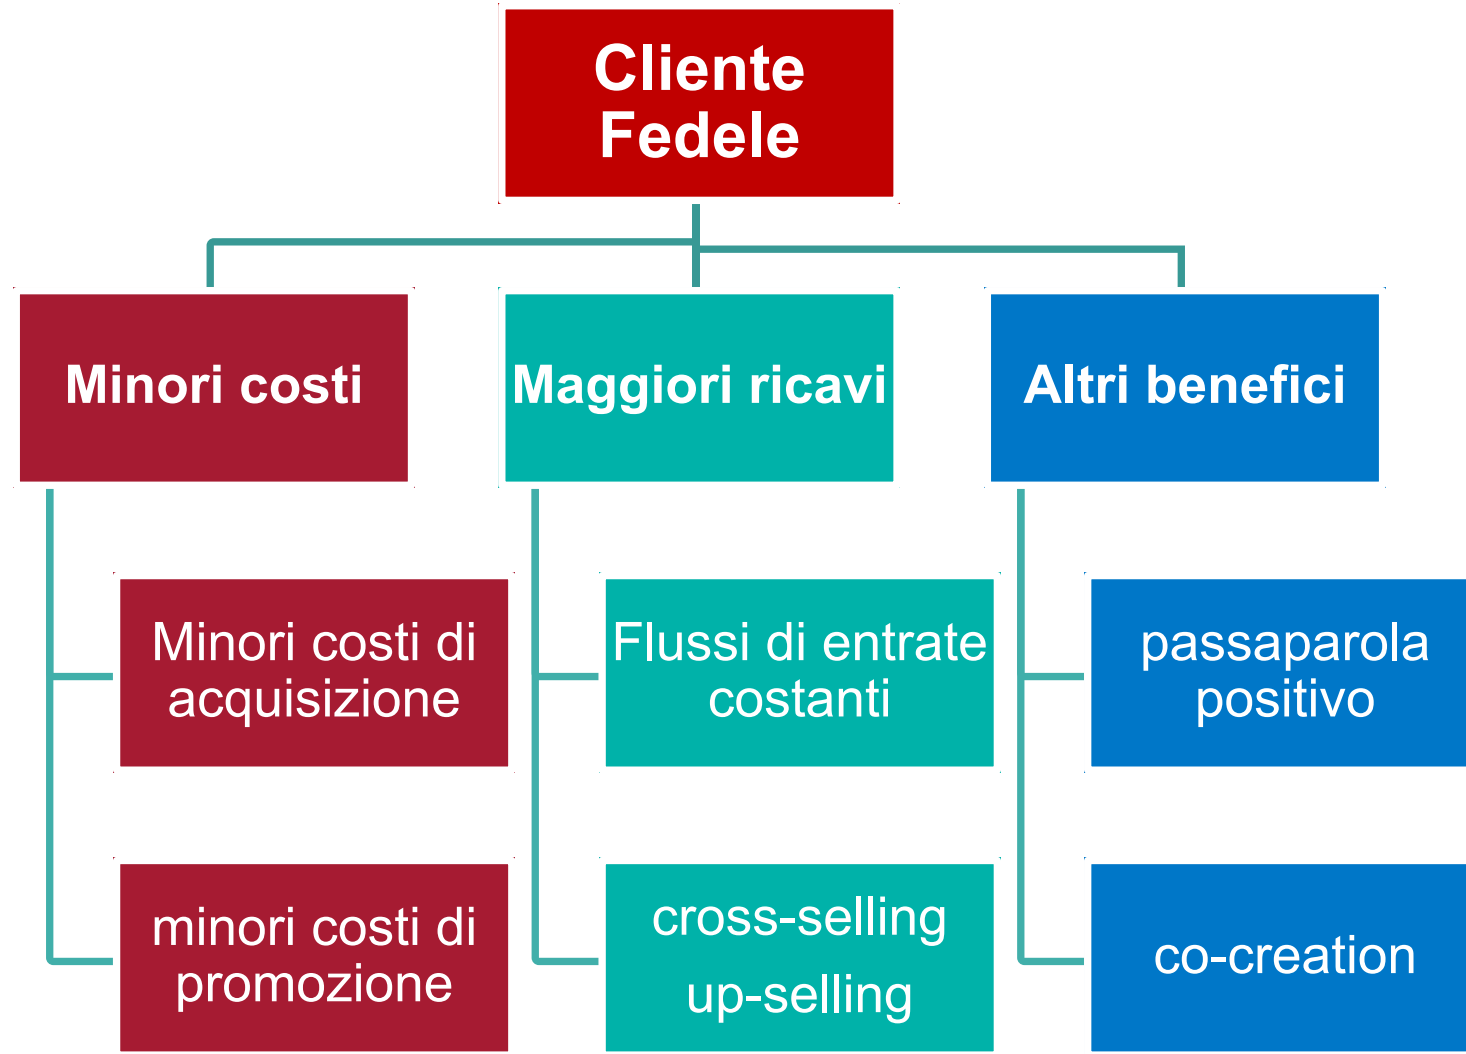 Cliente
Fedele
Minori costi
Maggiori ricavi
Altri benefici
Minori costi di
acquisizione
Flussi di entrate
costanti
passaparola
positivo
minori costi di
promozione
cross-selling
up-selling
co-creation